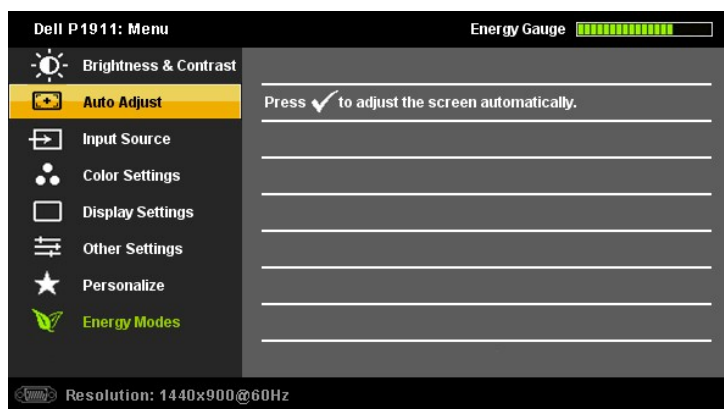 Dell P1911: Menu
Energy Gauge
Brightness & Contrast
Auto Adjust
Press ✓ to adjust the screen automatically.
Input Source
Color Settings
Display Settings
Other Settings
Personalize
Energy Modes
Resolution: 1440x900@60Hz